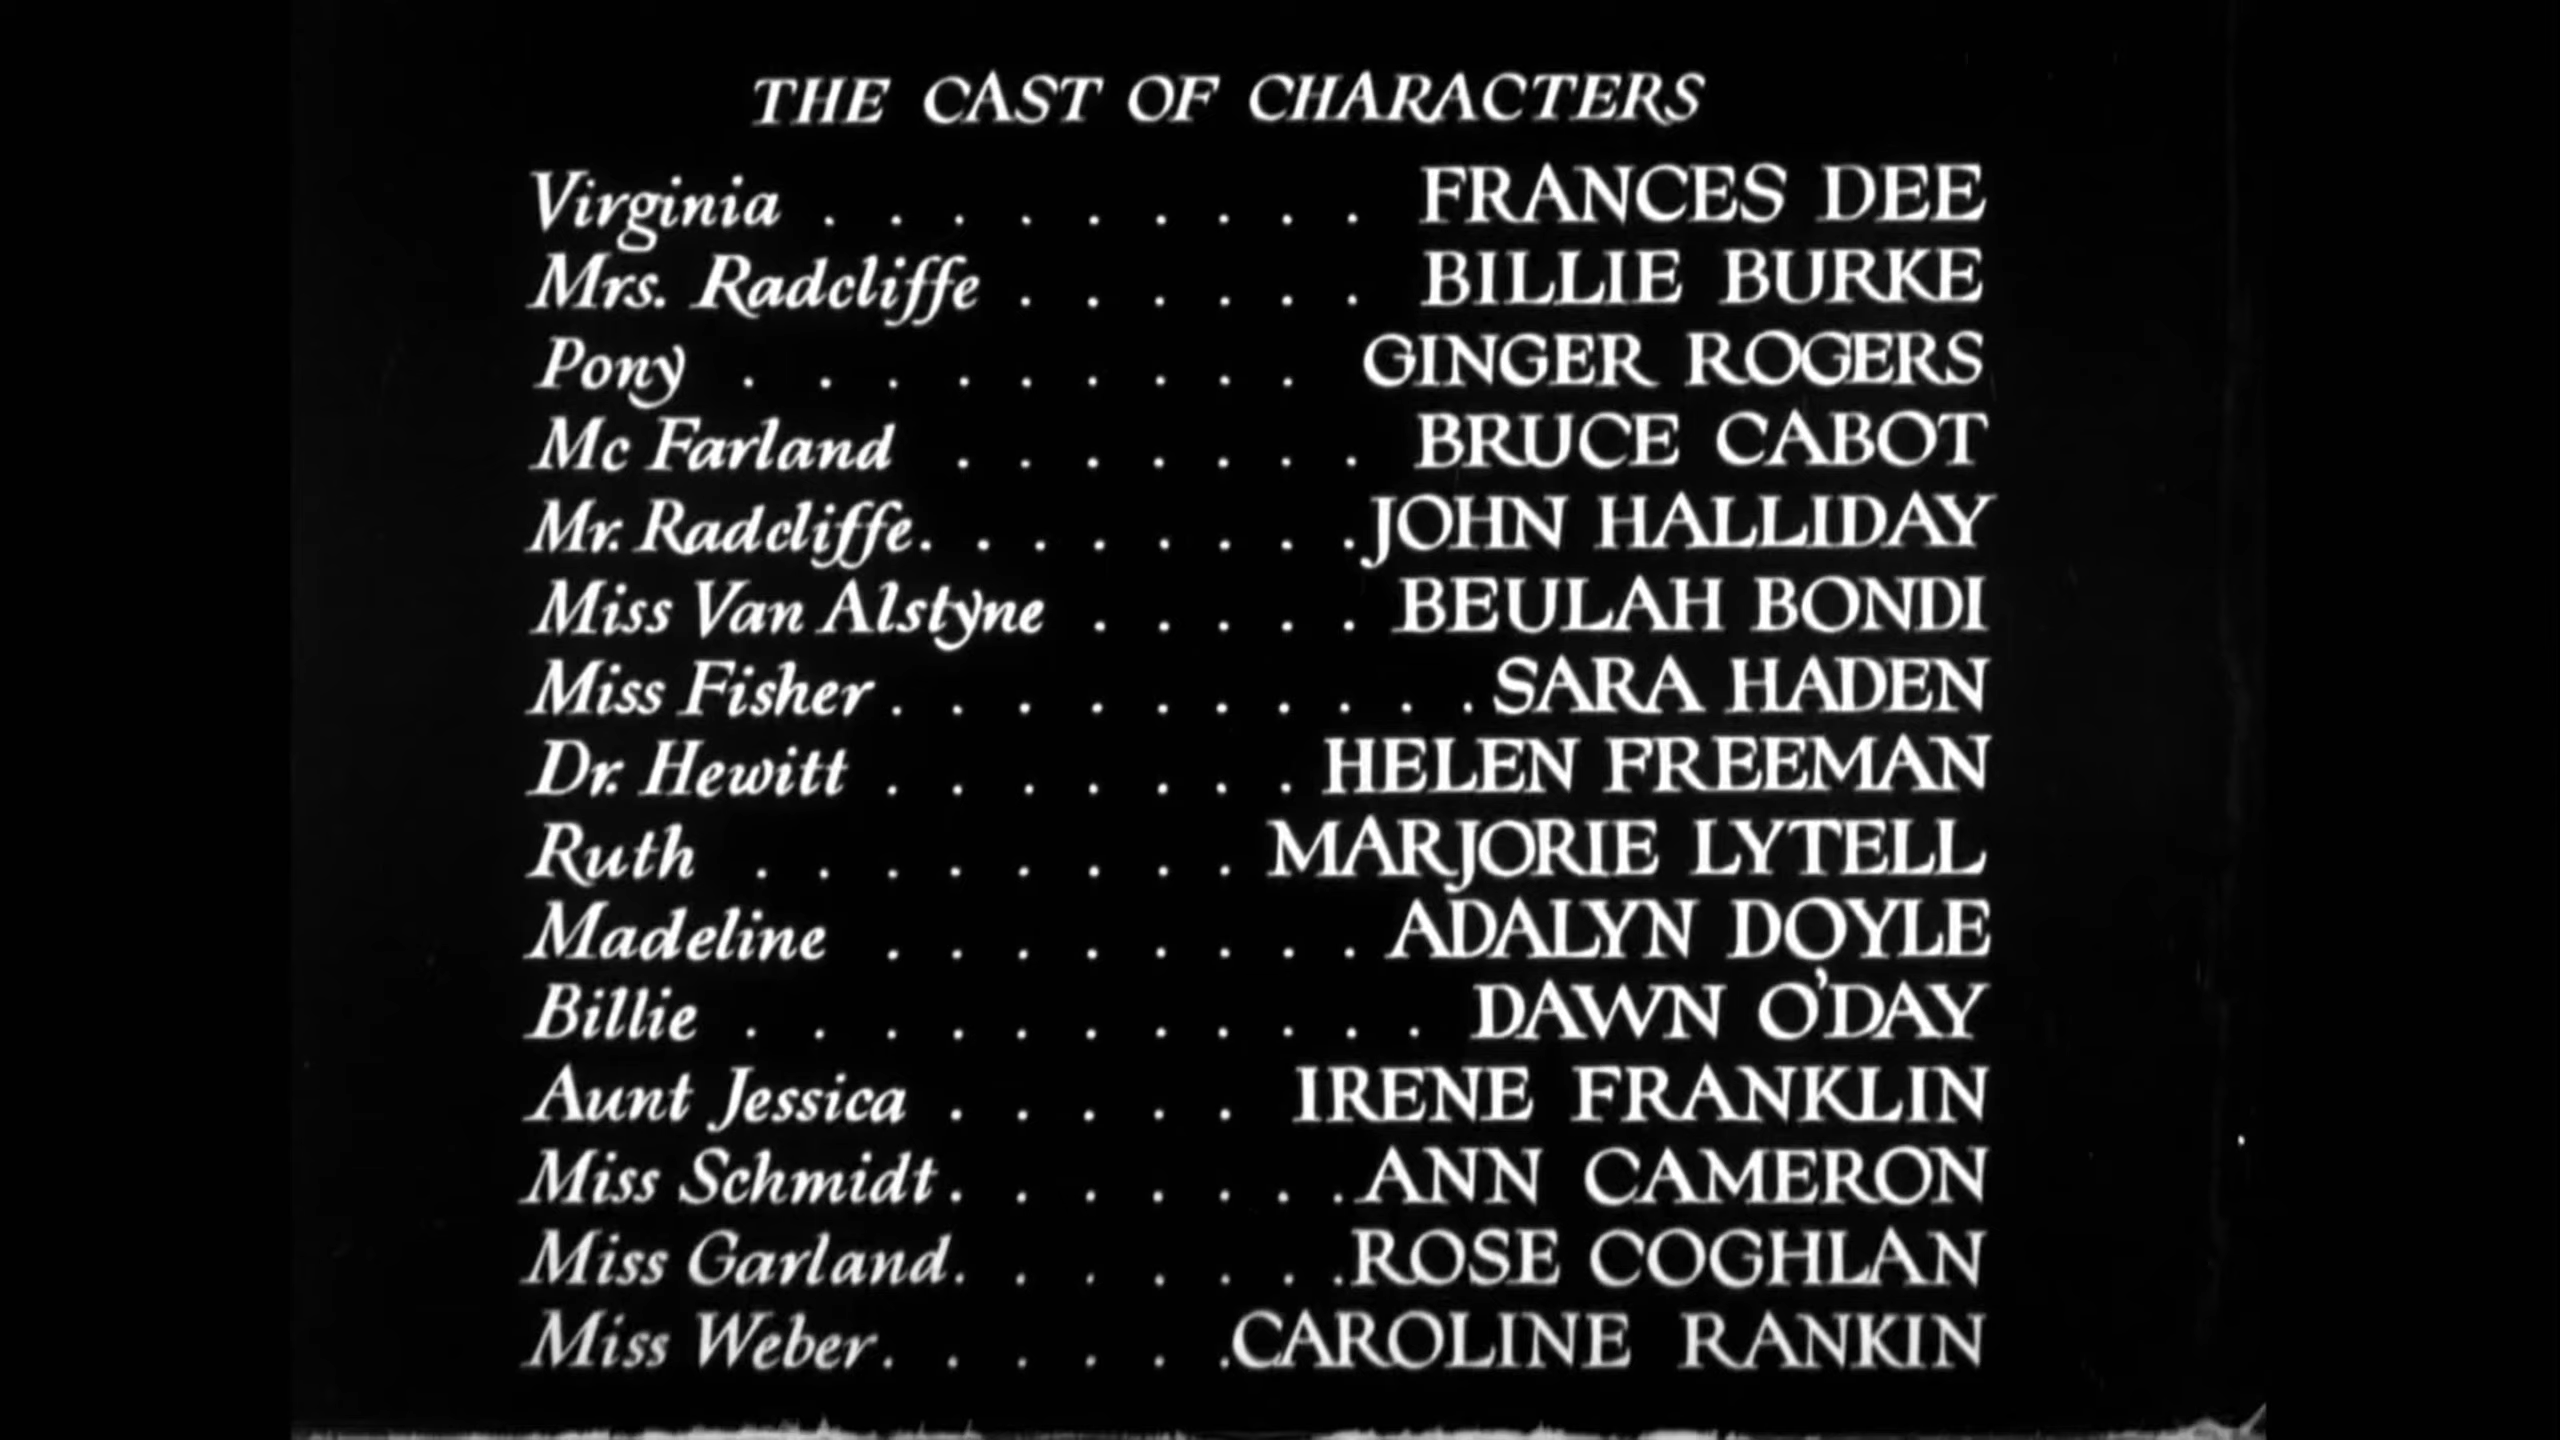 THE CAST OF CHARACTERS
Virginia . . . . . . . . . FRANCES DEE
Mrs. Radcliffe . . . . . . BILLIE BURKE
Pony . . . . . . . . . GINGER ROGERS
Mc Farland . . . . . . . BRUCE CABOT
Mr. Radcliffe. . . . . . . .JOHN HALLIDAY
Miss Van Alstyne . . . . . BEULAH BONDI
Miss Fisher . . . . . . . . . .SARA HADEN
Dr. Hewitt . . . . . . . HELEN FREEMAN
Ruth . . . . . . . . MARJORIE LYTELL
Madeline . . . . . . . . ADALYN DOYLE
Billie . . . . . . . . . . . DAWN O'DAY
Aunt Jessica . . . . . IRENE FRANKLIN
Miss Schmidt. . . . . . .ANN CAMERON
Miss Garland. . . . . . .ROSE COGHLAN
Miss Weber. . . . . .CAROLINE RANKIN